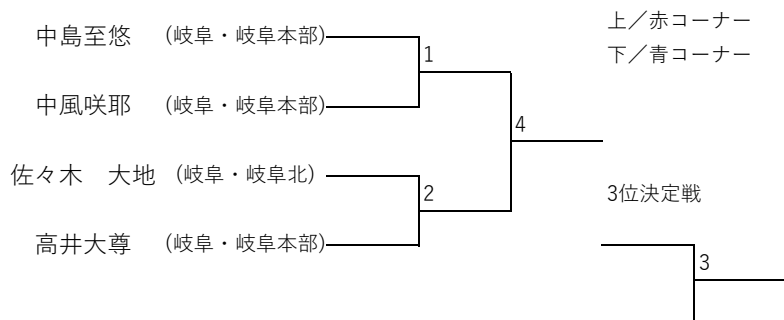 上／赤コーナー
中島至悠　（岐阜・岐阜本部）
1
下／青コーナー
中風咲耶　（岐阜・岐阜本部）
4
佐々木　大地　（岐阜・岐阜北）
2
3位決定戦
高井大尊　（岐阜・岐阜本部）
3